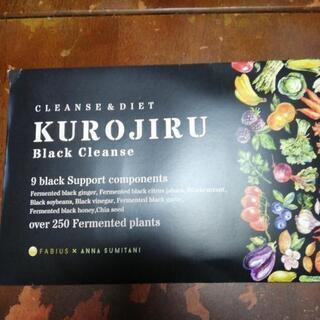 CLEANSE & DIET
KUROJIRU
Black Cleanse
9 black Support components
Fermented black ginger, Fermented black citrus jabara, Blackcurrant,
Black soybeans, Black vinegar, Fermented black garlic,
Fermented black honey,Chia seed
over 250 Fermented plants
FABIUS × ANNA SUMITANI